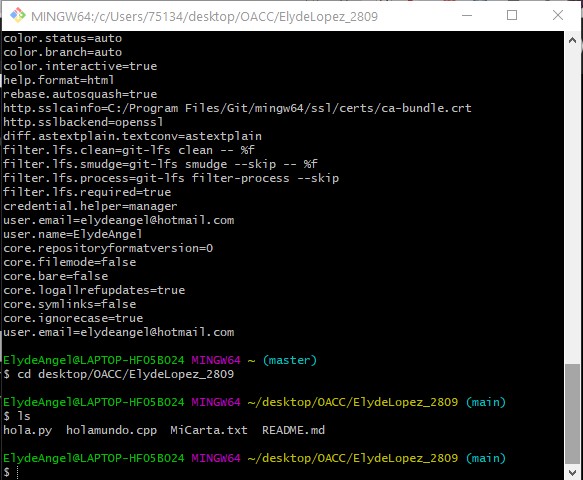 MINGW64:/c/Users/75134/desktop/OACC/ElydeLopez_2809
color.status=auto
color.branch=auto
color.interactive=true
help.format=html
rebase.autosquash=true
http.sslcainfo=C:/Program Files/Git/mingw64/ssl/certs/ca-bundle.crt
http.sslbackend=openssl
diff.astextplain.textconv=astextplain
filter.lfs.clean=git-lfs clean -- %f
filter.lfs.smudge=git-lfs smudge --skip -- %f
filter.lfs.process=git-lfs filter-process --skip
filter.lfs.required=true
credential.helper=manager
user.email=elydeangel@hotmail.com
user.name=ElydeAngel
core.repositoryformatversion=0
core.filemode=false
core.bare=false
core.logallrefupdates=true
core.symlinks=false
core.ignorecase=true
user.email=elydeangel@hotmail.com
ElydeAngel@LAPTOP-HF05B024 MINGW64 ~ (master)
$ cd desktop/OACC/ElydeLopez_2809
ElydeAngel@LAPTOP-HF05B024 MINGW64 ~/desktop/OACC/ElydeLopez_2809 (main)
$ ls
hola.py  holamundo.cpp  MiCarta.txt  README.md
ElydeAngel@LAPTOP-HF05B024 MINGW64 ~/desktop/OACC/ElydeLopez_2809 (main)
$